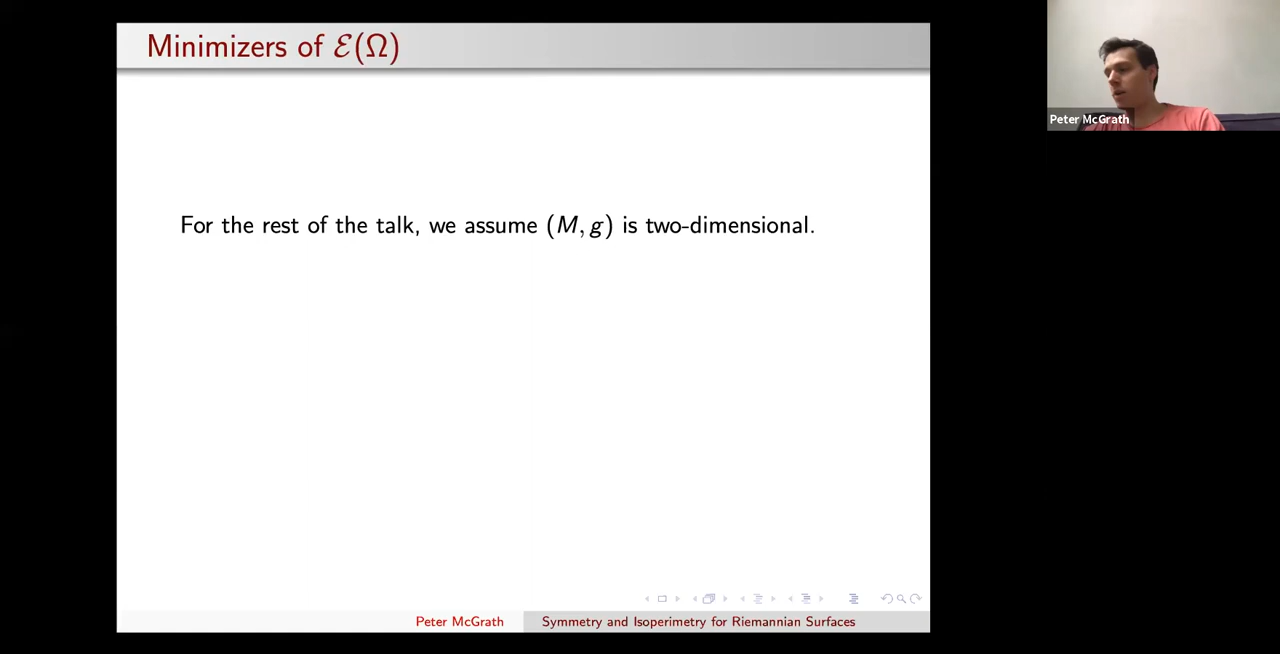 Minimizers of ℰ(Ω)
Peter McGrath
For the rest of the talk, we assume (M, g) is two-dimensional.
Peter McGrath
Symmetry and Isoperimetry for Riemannian Surfaces